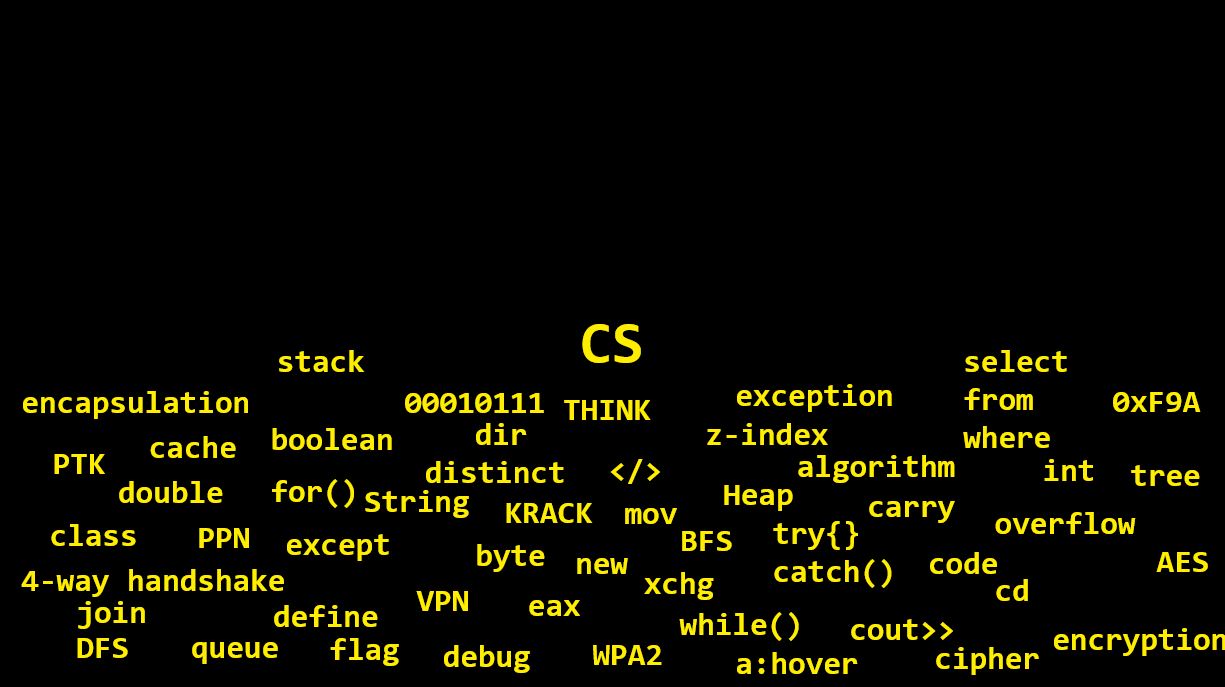 CS
stack
select
encapsulation
00010111
THINK
exception
from
0xF9A
boolean
dir
z-index
where
cache
PTK
distinct
</>
algorithm
int
tree
double
for()
String
Heap
carry
KRACK
mov
overflow
class
PPN
except
BFS
try{}
byte
new
code
AES
4-way handshake
xchg
catch()
cd
join
define
VPN
eax
while()
cout>>
encryption
DFS
queue
flag
debug
WPA2
a:hover
cipher